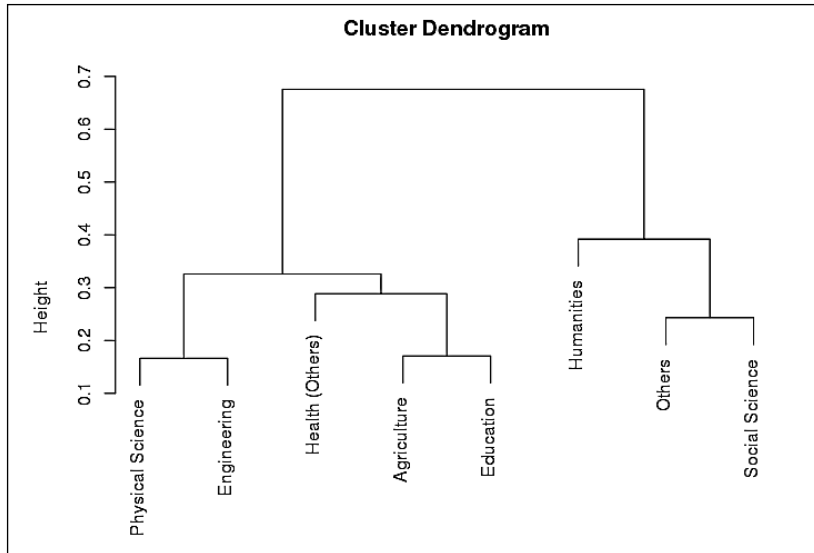 Cluster Dendrogram
Height
0.7
0.6
0.5
0.4
0.3
0.2
0.1
Physical Science
Engineering
Health (Others)
Agriculture
Education
Humanities
Others
Social Science